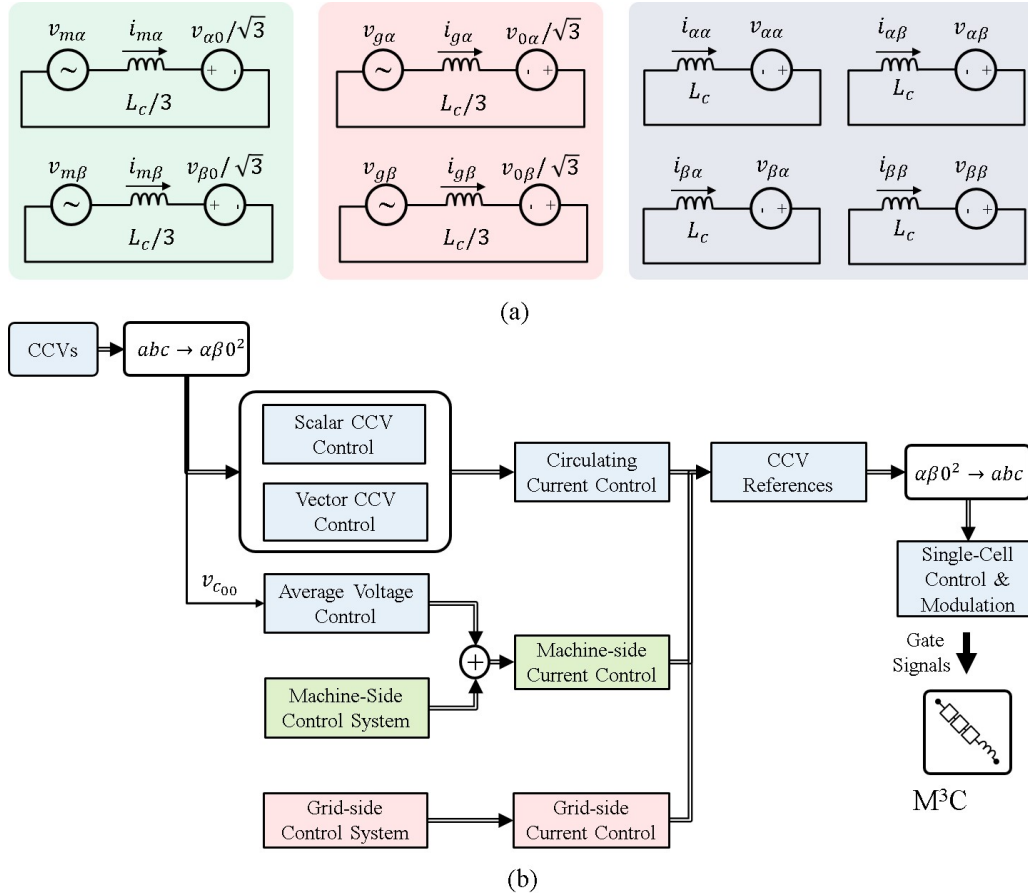 v_{mα} i_{mα} v_{α0}/√3
L_c/3
v_{mβ} i_{mβ} v_{β0}/√3
L_c/3
v_{gα} i_{gα} v_{0α}/√3
L_c/3
v_{gβ} i_{gβ} v_{0β}/√3
L_c/3
i_{αα} v_{αα} i_{αβ} v_{αβ}
L_c L_c
i_{βα} v_{βα} i_{ββ} v_{ββ}
L_c L_c
(a)
CCVs
abc → αβ0²
Scalar CCV
Control
Vector CCV
Control
Circulating
Current Control
CCV
References
αβ0² → abc
Single-Cell
Control &
Modulation
v_{c_{00}}
Average Voltage
Control
+
Machine-side
Current Control
Machine-Side
Control System
Gate
Signals
M³C
Grid-side
Control System
Grid-side
Current Control
(b)